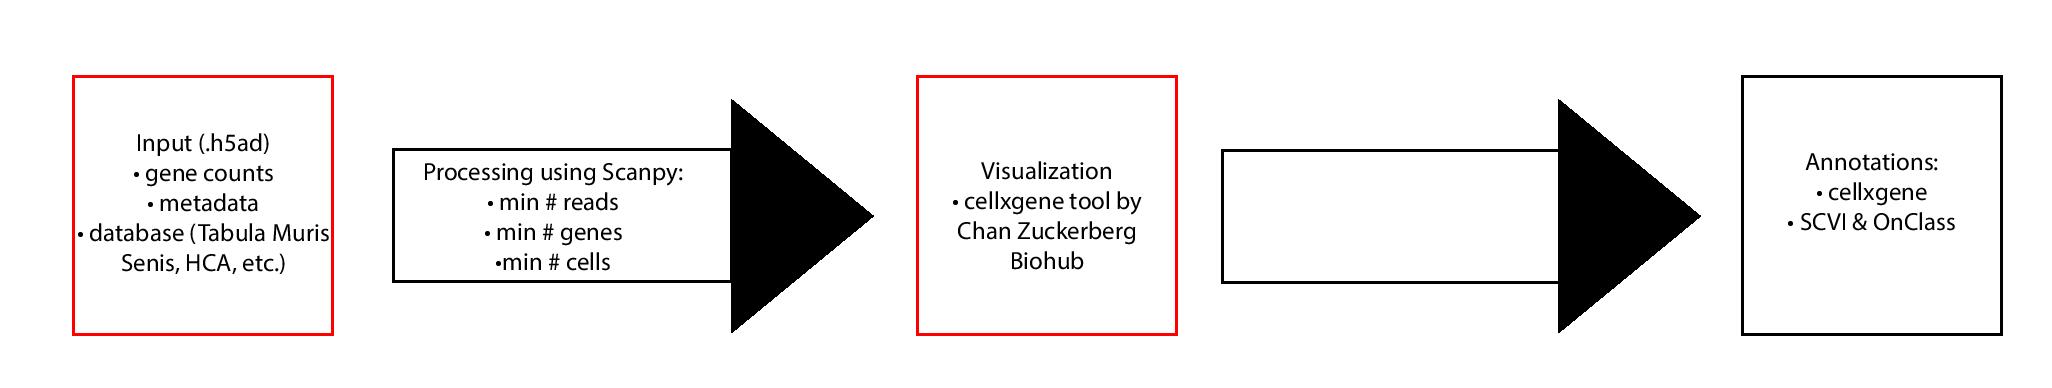 Input (.h5ad)
• gene counts
• metadata
• database (Tabula Muris
Senis, HCA, etc.)
Processing using Scanpy:
• min # reads
• min # genes
•min # cells
Visualization
• cellxgene tool by
Chan Zuckerberg
Biohub
Annotations:
• cellxgene
• SCVI & OnClass